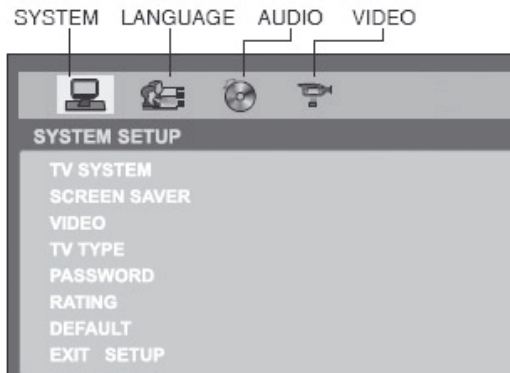 SYSTEM LANGUAGE AUDIO VIDEO
SYSTEM SETUP
TV SYSTEM
SCREEN SAVER
VIDEO
TV TYPE
PASSWORD
RATING
DEFAULT
EXIT SETUP